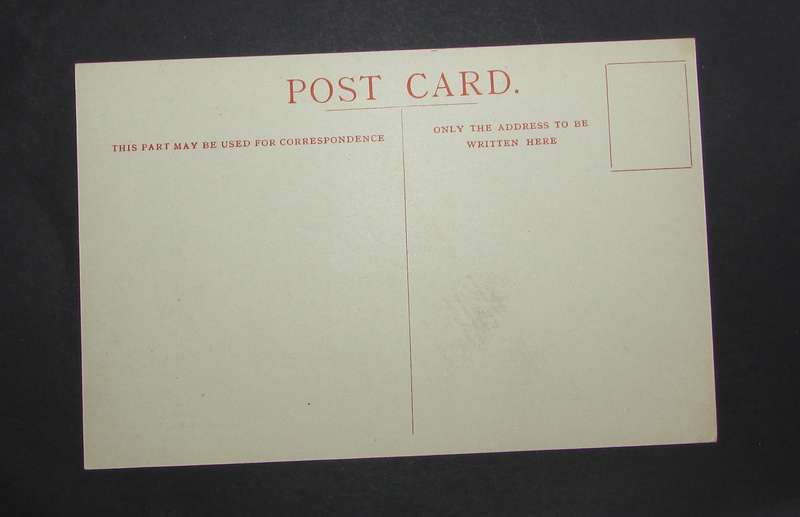 POST CARD.
THIS PART MAY BE USED FOR CORRESPONDENCE
ONLY THE ADDRESS TO BE
WRITTEN HERE